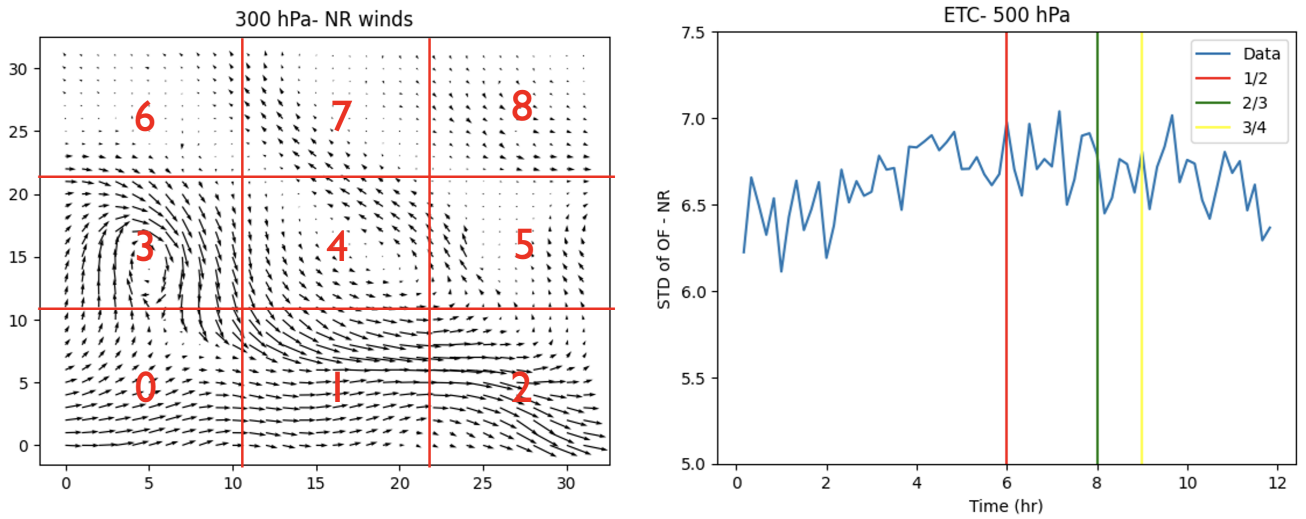 300 hPa- NR winds
30
25
20
15
10
5
0
0 5 10 15 20 25 30
6 7 8
3 4 5
0 1 2
ETC- 500 hPa
STD of OF - NR
7.5
7.0
6.5
6.0
5.5
5.0
0 2 4 6 8 10 12
Time (hr)
Data
1/2
2/3
3/4